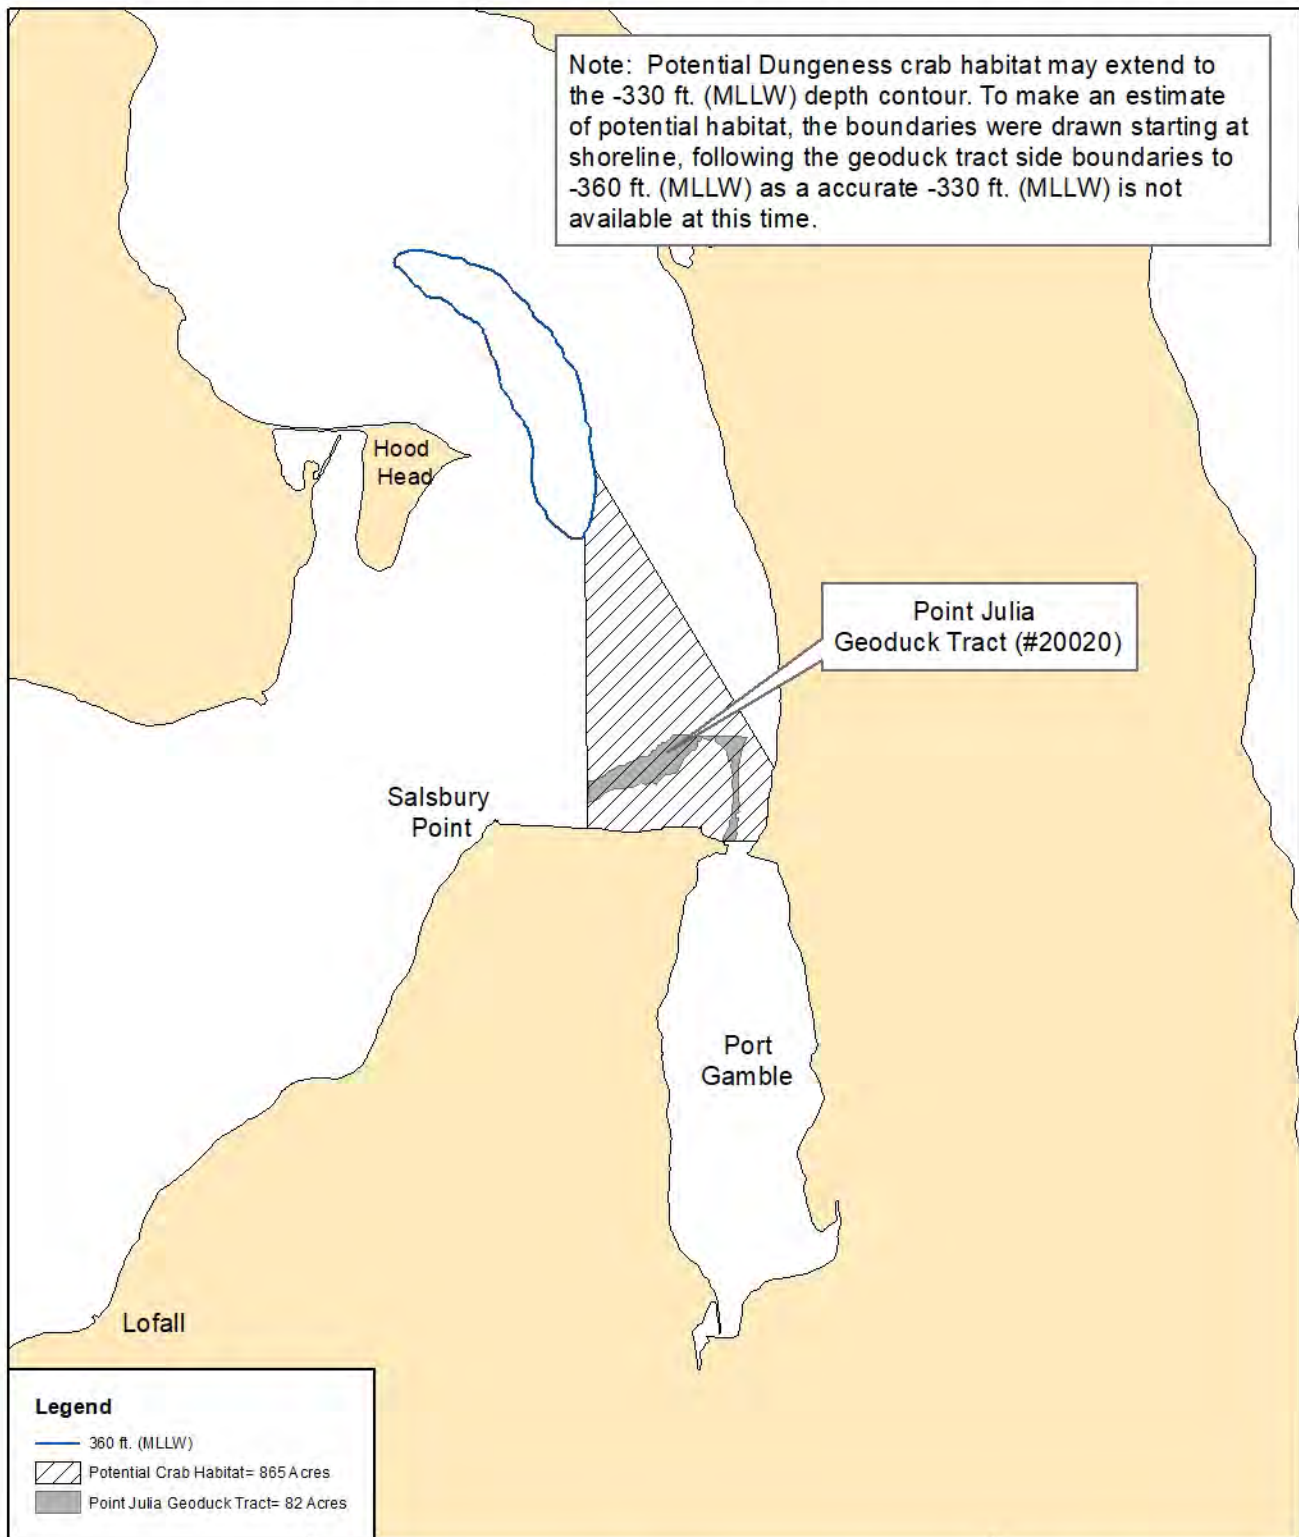 Note: Potential Dungeness crab habitat may extend to
the -330 ft. (MLLW) depth contour. To make an estimate
of potential habitat, the boundaries were drawn starting at
shoreline, following the geoduck tract side boundaries to
-360 ft. (MLLW) as a accurate -330 ft. (MLLW) is not
available at this time.
Hood
Head
Point Julia
Geoduck Tract (#20020)
Salsbury
Point
Port
Gamble
Lofall
Legend
360 ft. (MLLW)
Potential Crab Habitat= 865 Acres
Point Julia Geoduck Tract= 82 Acres